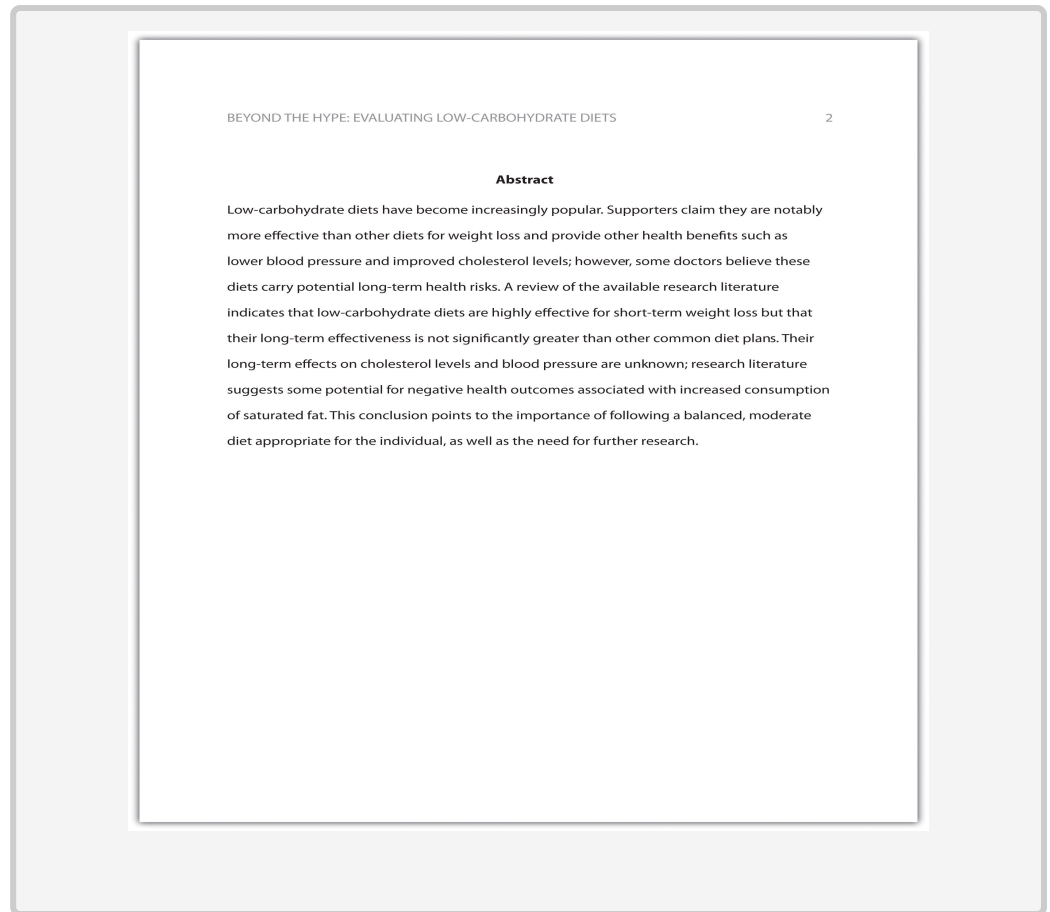 BEYOND THE HYPE: EVALUATING LOW-CARBOHYDRATE DIETS 2
Abstract
Low-carbohydrate diets have become increasingly popular. Supporters claim they are notably
more effective than other diets for weight loss and provide other health benefits such as
lower blood pressure and improved cholesterol levels; however, some doctors believe these
diets carry potential long-term health risks. A review of the available research literature
indicates that low-carbohydrate diets are highly effective for short-term weight loss but that
their long-term effectiveness is not significantly greater than other common diet plans. Their
long-term effects on cholesterol levels and blood pressure are unknown; research literature
suggests some potential for negative health outcomes associated with increased consumption
of saturated fat. This conclusion points to the importance of following a balanced, moderate
diet appropriate for the individual, as well as the need for further research.